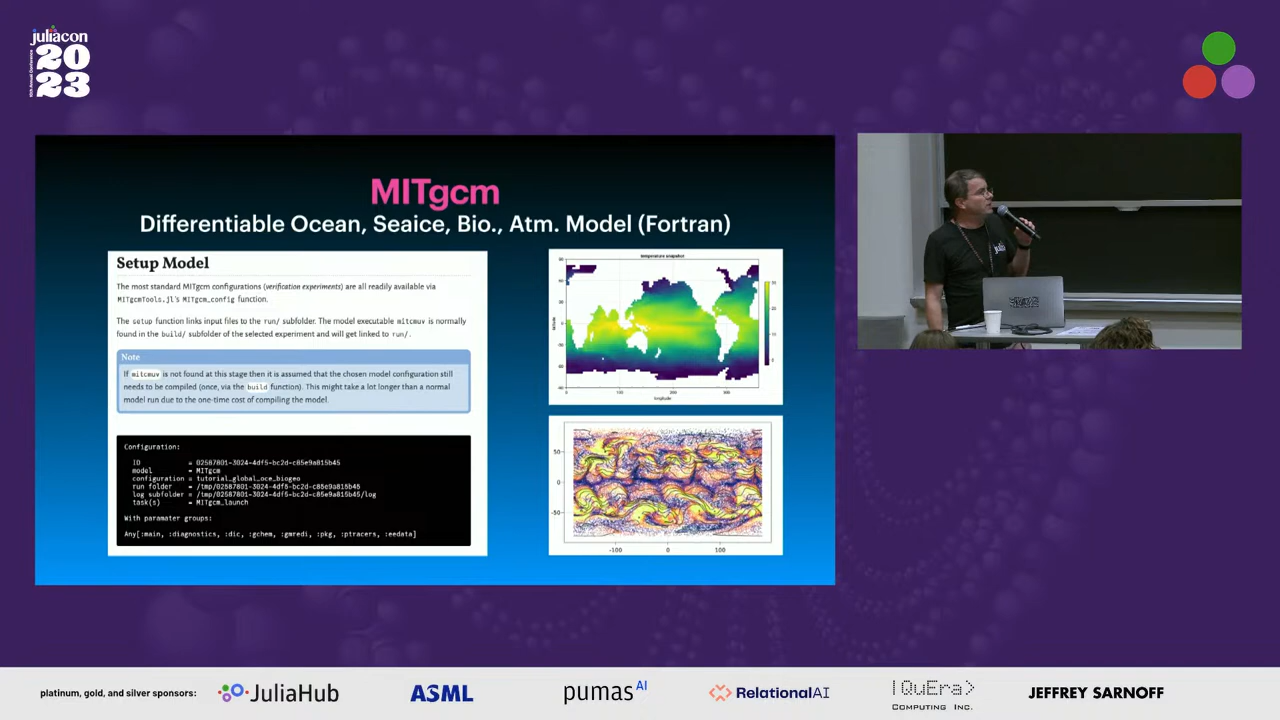 juliacon
20
23
MITgcm
Differentiable Ocean, Seaice, Bio., Atm. Model (Fortran)
Setup Model
The most standard MITgcm configurations (verification experiments) are all readily available via
MITgcmTools.jl's MITgcm_config function.
The setup function links input files to the run/ subfolder. The model executable mitcmuv is normally
found in the build/ subfolder of the selected experiment and will get linked to run/.
Note
If mitcmuv is not found at this stage then it is assumed that the chosen model configuration still
needs to be compiled (once, via the build function). This might take a lot longer than a normal
model run due to the one-time cost of compiling the model.
Configuration:
ID = 02587801-3024-4df5-bc2d-c85e9a815b45
model = MITgcm
configuration = tutorial_global_oce_biogeo
run folder = /tmp/02587801-3024-4df5-bc2d-c85e9a815b45
log subfolder = /tmp/02587801-3024-4df5-bc2d-c85e9a815b45/log
task(s) = MITgcm_launch
With paramater groups:
Any[:main, :diagnostics, :dic, :gchem, :gmredi, :pkg, :ptracers, :eedata]
temperature snapshot
longitude
50
0
-50
-100 0 100
platinum, gold, and silver sponsors:
JuliaHub
ASML
pumasAI
RelationalAI
|QuEra>
COMPUTING INC.
JEFFREY SARNOFF